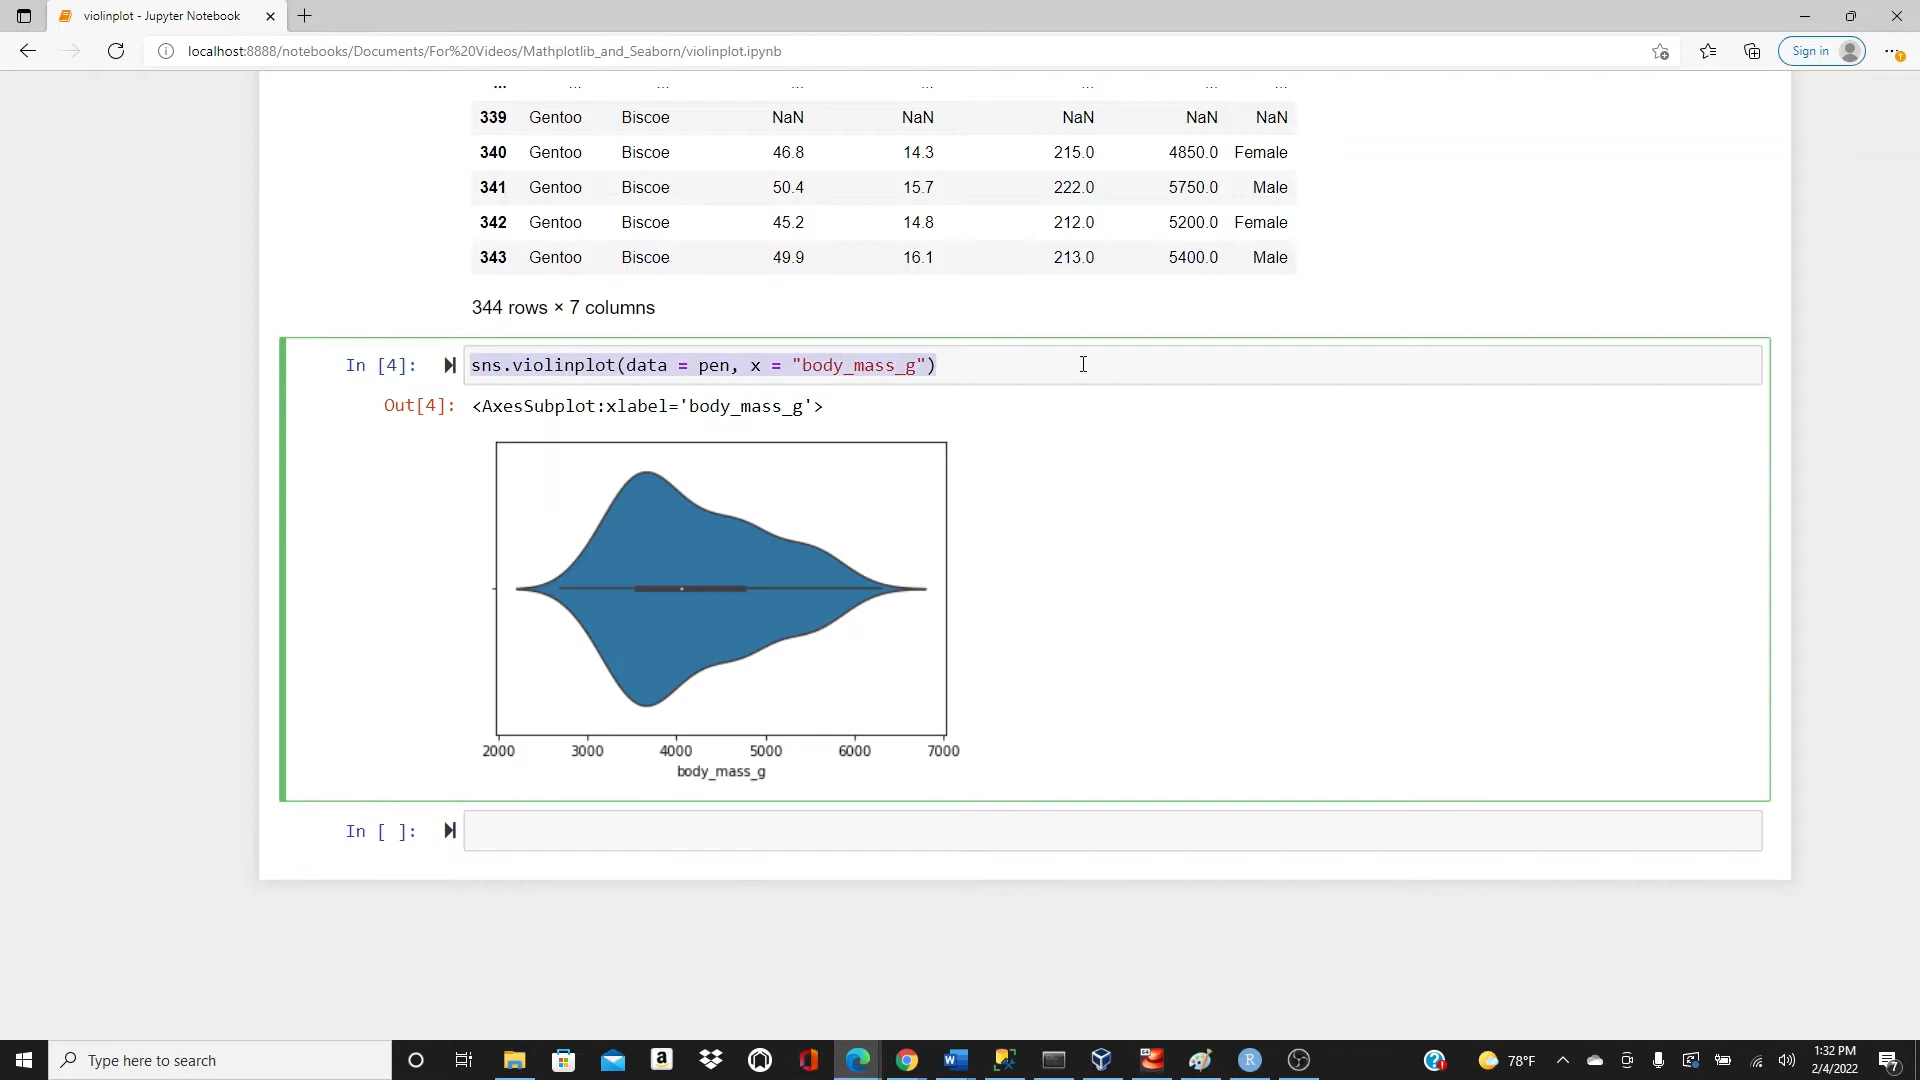 violinplot - Jupyter Notebook
localhost:8888/notebooks/Documents/For%20Videos/Mathplotlib_and_Seaborn/violinplot.ipynb
Sign in
... ... ... ... ... ... ... ...
339 Gentoo Biscoe NaN NaN NaN NaN NaN
340 Gentoo Biscoe 46.8 14.3 215.0 4850.0 Female
341 Gentoo Biscoe 50.4 15.7 222.0 5750.0 Male
342 Gentoo Biscoe 45.2 14.8 212.0 5200.0 Female
343 Gentoo Biscoe 49.9 16.1 213.0 5400.0 Male
344 rows × 7 columns
In [4]: sns.violinplot(data = pen, x = "body_mass_g")
Out[4]: <AxesSubplot:xlabel='body_mass_g'>
2000 3000 4000 5000 6000 7000
body_mass_g
In [ ]:
Type here to search
78°F
1:32 PM
2/4/2022
7